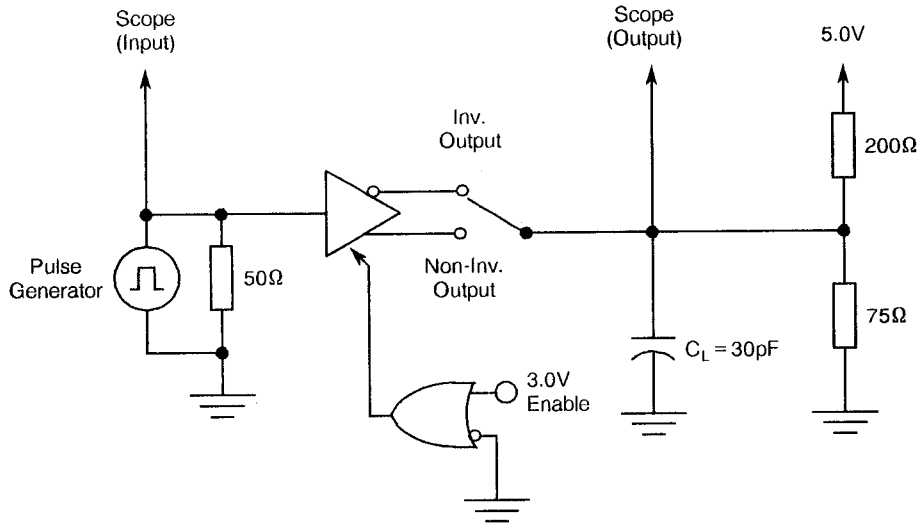 Scope
(Input)
Scope
(Output)
5.0V
Inv.
Output
200Ω
Pulse
Generator
50Ω
Non-Inv.
Output
75Ω
C_L = 30pF
3.0V
Enable